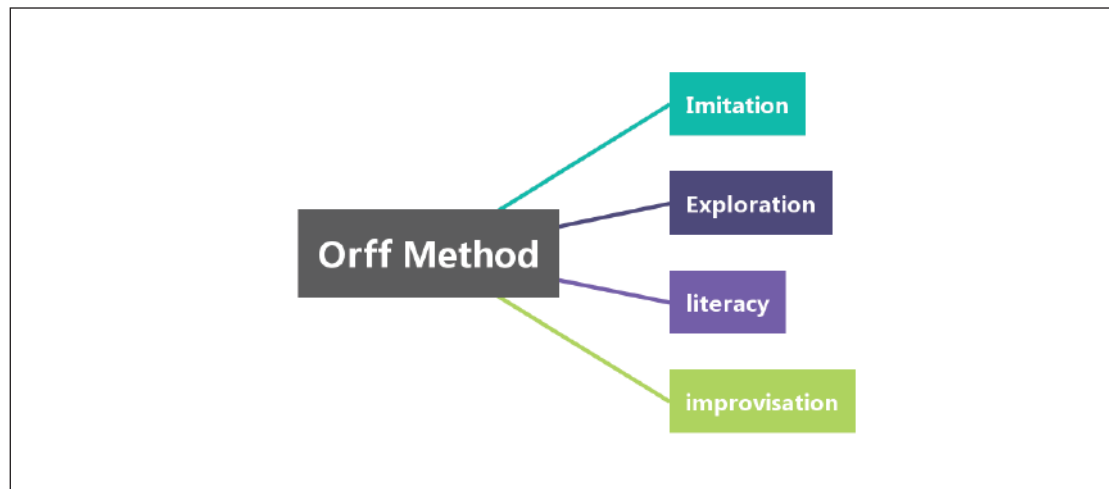 Orff Method
Imitation
Exploration
literacy
improvisation